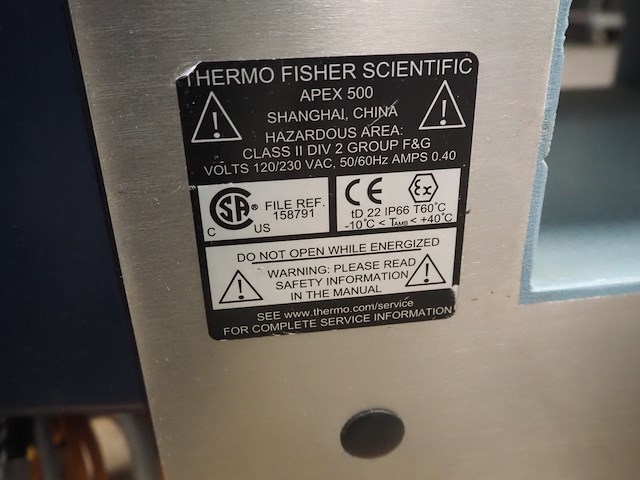 THERMO FISHER SCIENTIFIC
APEX 500
SHANGHAI, CHINA
HAZARDOUS AREA:
CLASS II DIV 2 GROUP F&G
VOLTS 120/230 VAC, 50/60Hz AMPS 0.40
SA® C US
FILE REF.
158791
CE Ex
tD 22 IP66 T60°C
-10°C < TAMB < +40°C
DO NOT OPEN WHILE ENERGIZED
WARNING: PLEASE READ
SAFETY INFORMATION
IN THE MANUAL
SEE www.thermo.com/service
FOR COMPLETE SERVICE INFORMATION